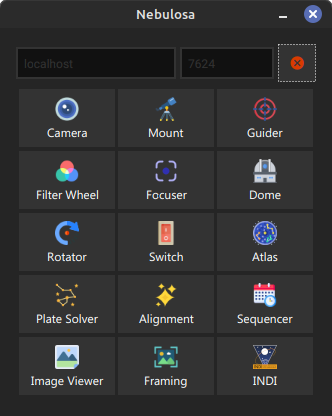 Nebulosa
localhost
7624
Camera
Mount
Guider
Filter Wheel
Focuser
Dome
Rotator
Switch
Atlas
Plate Solver
Alignment
Sequencer
Image Viewer
Framing
INDI